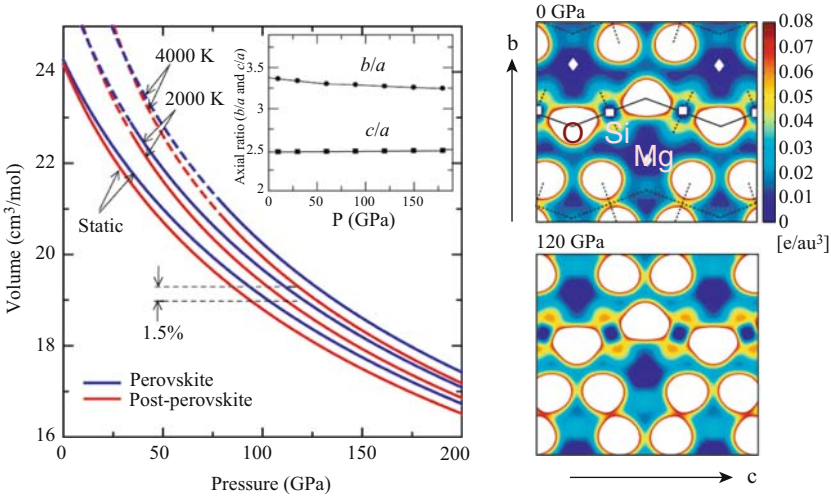 24
22
20
18
16
Volume (cm³/mol)
0
50
100
150
200
Pressure (GPa)
4000 K
2000 K
Static
1.5%
Perovskite
Post-perovskite
Axial ratio (b/a and c/a)
4
3.5
3
2.5
2
b/a
c/a
0
50
100
150
P (GPa)
0 GPa
b
O
Si
Mg
0.08
0.07
0.06
0.05
0.04
0.03
0.02
0.01
0
[e/au³]
120 GPa
c